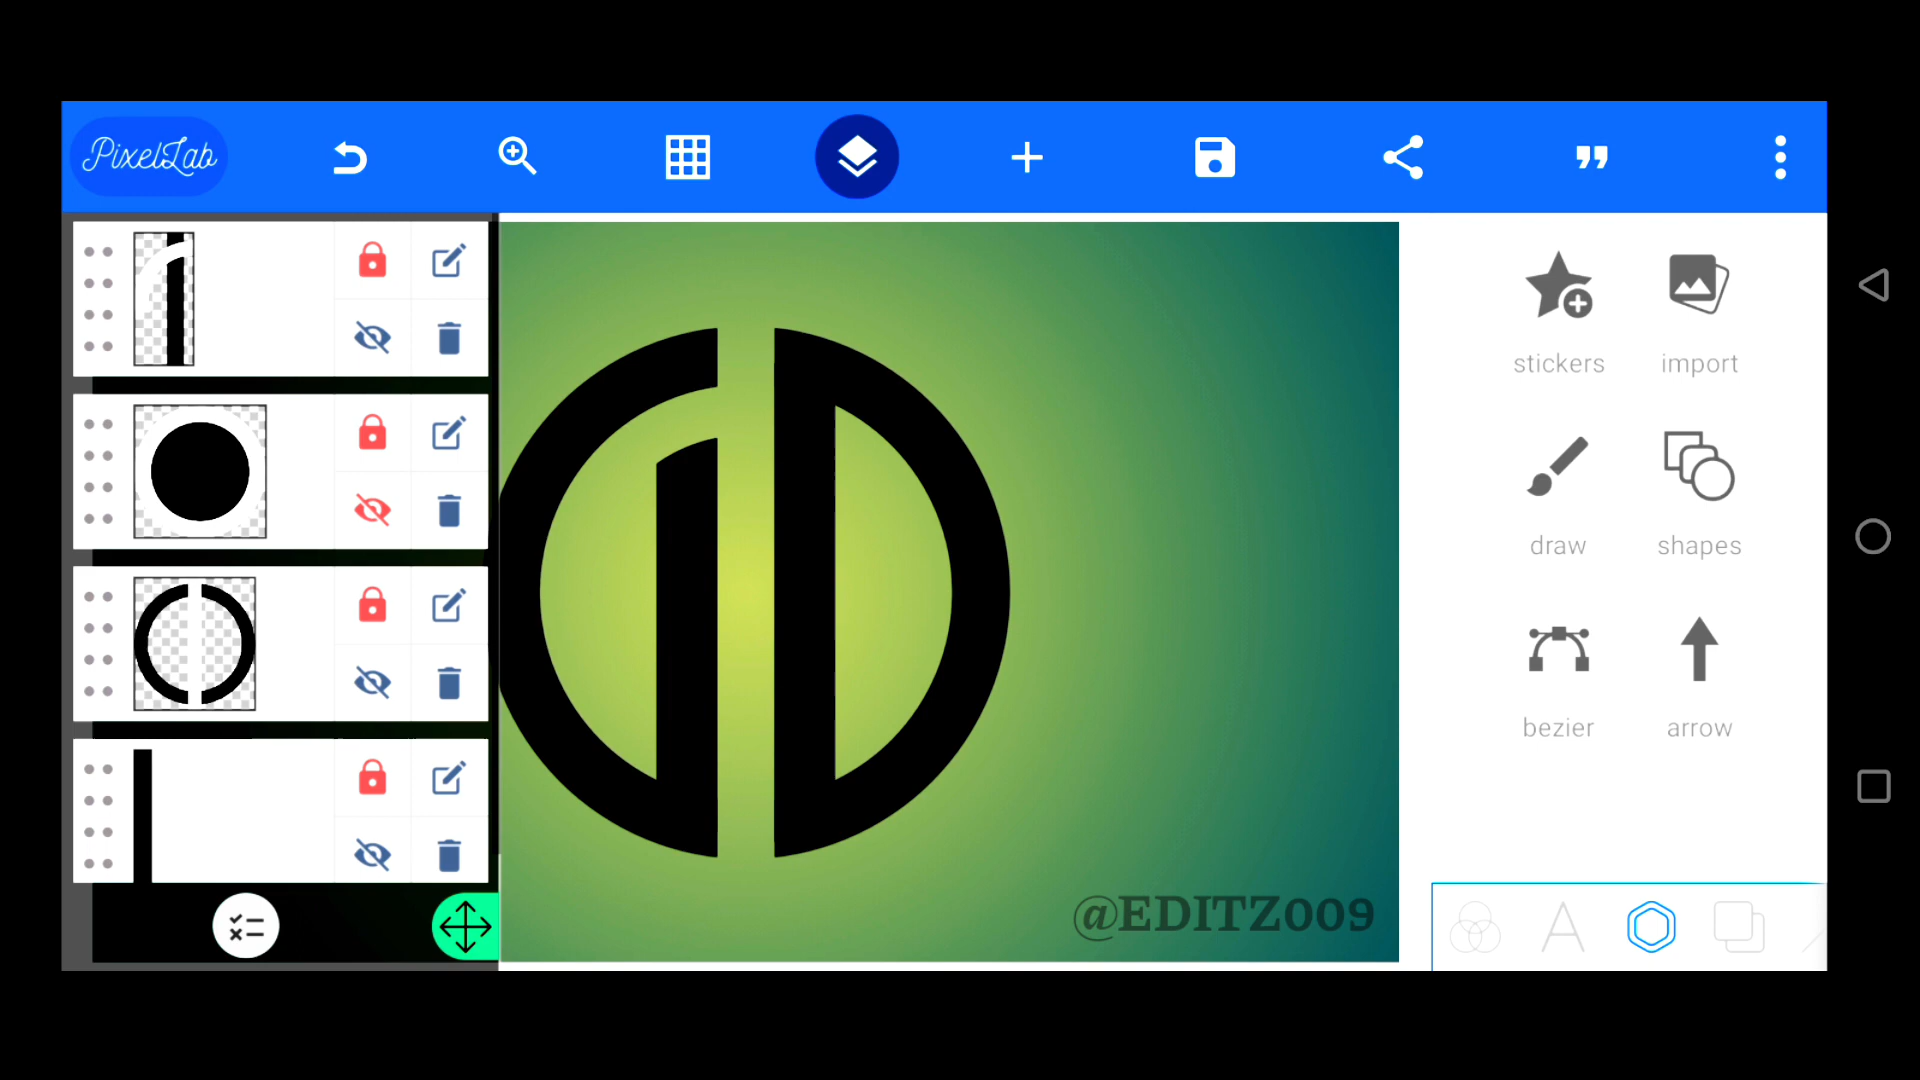 PixelLab
stickers
import
draw
shapes
bezier
arrow
@EDITZ009